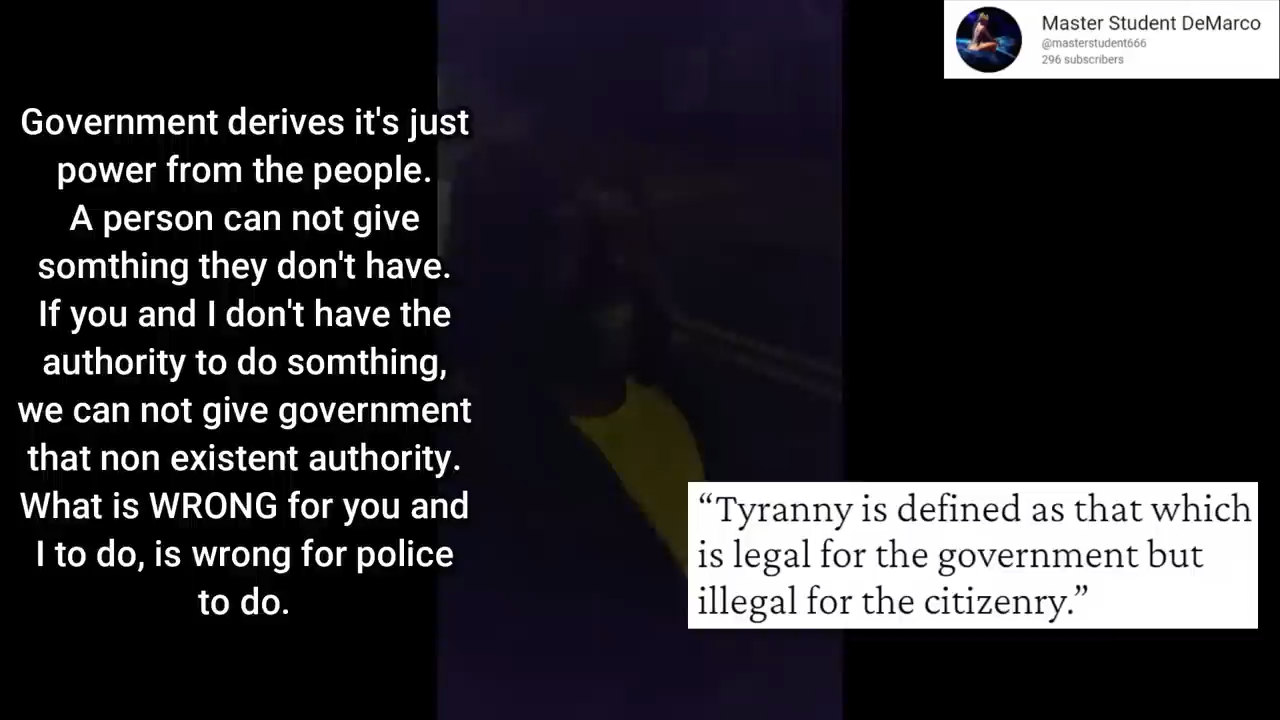 Government derives it's just
power from the people.
A person can not give
somthing they don't have.
If you and I don't have the
authority to do somthing,
we can not give government
that non existent authority.
What is WRONG for you and
I to do, is wrong for police
to do.
Master Student DeMarco
@masterstudent666
296 subscribers
“Tyranny is defined as that which
is legal for the government but
illegal for the citizenry.”